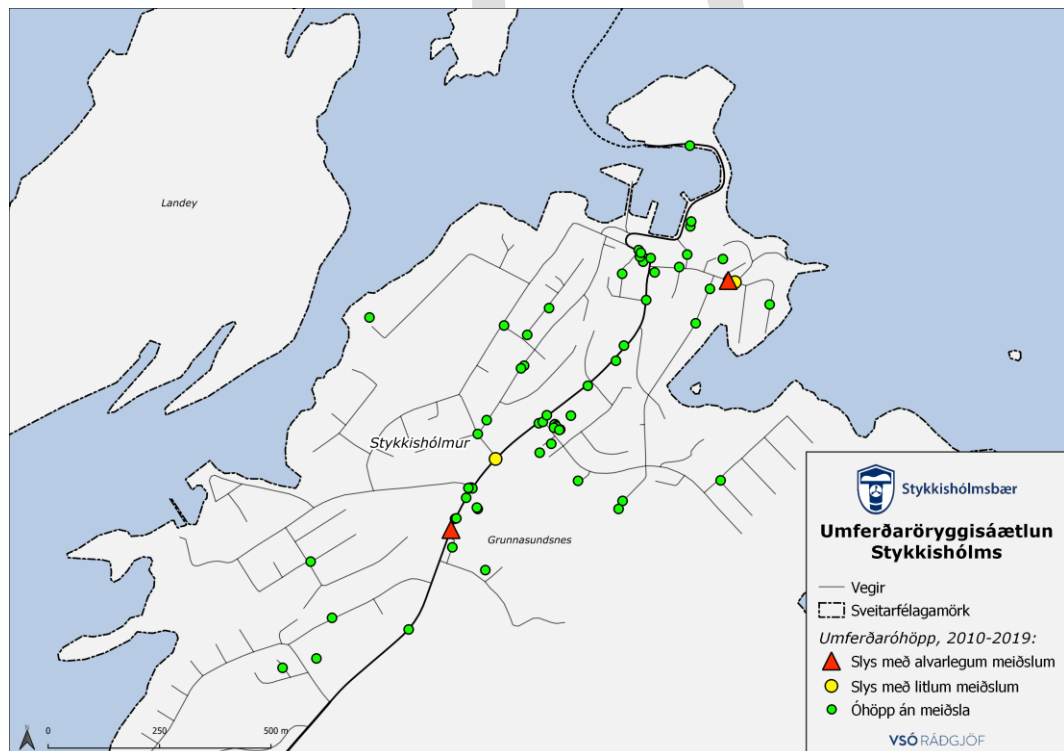 Landey
Stykkishólmur
Grunnasundsnes
N
0
250
500 m
Stykkishólmsbær
Umferðaröryggisáætlun
Stykkishólms
Vegir
Sveitarfélagamörk
Umferðaróhöpp, 2010-2019:
Slys með alvarlegum meiðslum
Slys með litlum meiðslum
Óhöpp án meiðsla
VSÓ RÁÐGJÖF